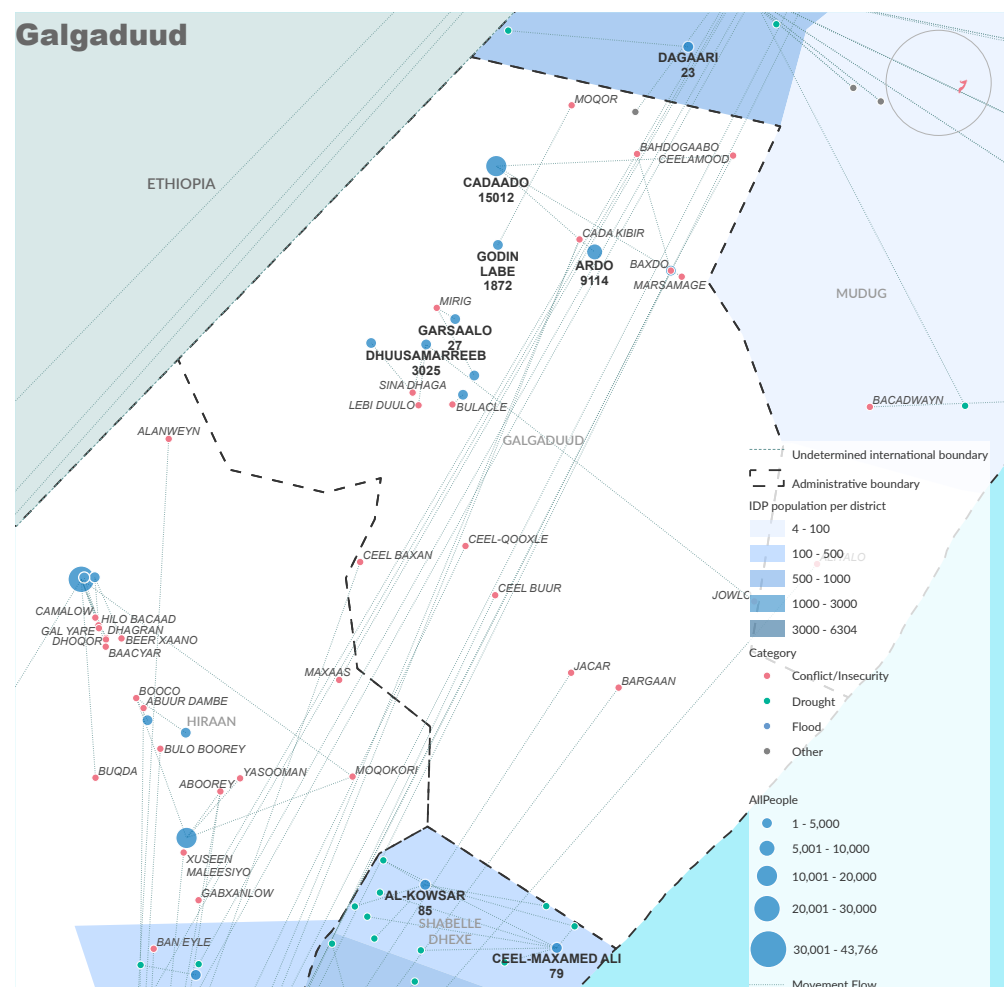 Galgaduud
DAGAARI
23
MOQOR
BAHDOGAABO
CEELAMOOD
ETHIOPIA
CADAADO
15012
CADA KIBIR
GODIN
LABE
1872
ARDO
9114
BAXDO
MARSAMAGE
MUDUG
MIRIG
GARSAALO
27
DHUUSAMARREEB
3025
SINA DHAGA
LEBI DUULO
BULACLE
BACADWAYN
ALANWEYN
GALGADUUD
CEEL-QOOXLE
CEEL BAXAN
CEEL BUUR
CAMALOW
HILO BACAAD
GAL YARE
DHAGRAN
DHOQOR
BEER XAANO
BAACYAR
MAXAAS
JACAR
BARGAAN
BOOCO
ABUUR DAMBE
HIRAAN
BULO BOOREY
BUQDA
YASOOMAN
ABOOREY
MOQOKORI
XUSEEN
MALEESIYO
GABXANLOW
BAN EYLE
AL-KOWSAR
85
SHABELLE
DHEXE
CEEL-MAXAMED ALI
79
Undetermined international boundary
Administrative boundary
IDP population per district
4 - 100
100 - 500
500 - 1000
1000 - 3000
3000 - 6304
Category
Conflict/Insecurity
Drought
Flood
Other
AllPeople
1 - 5,000
5,001 - 10,000
10,001 - 20,000
20,001 - 30,000
30,001 - 43,766
Movement Flow